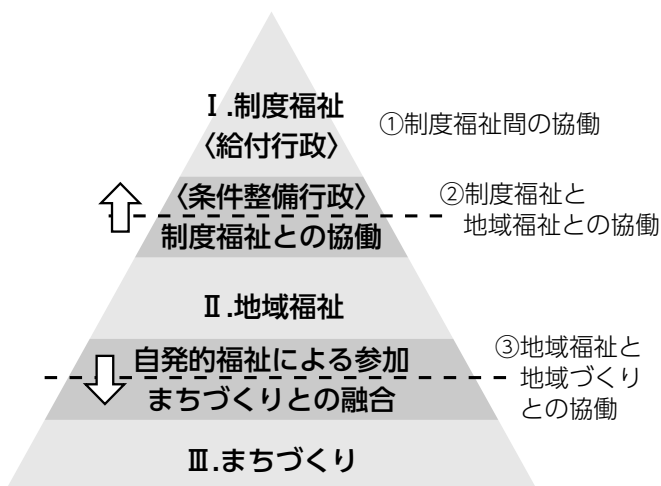 Ⅰ.制度福祉
〈給付行政〉
①制度福祉間の協働
〈条件整備行政〉
制度福祉との協働
②制度福祉と
地域福祉との協働
Ⅱ.地域福祉
自発的福祉による参加
まちづくりとの融合
③地域福祉と
地域づくり
との協働
Ⅲ.まちづくり